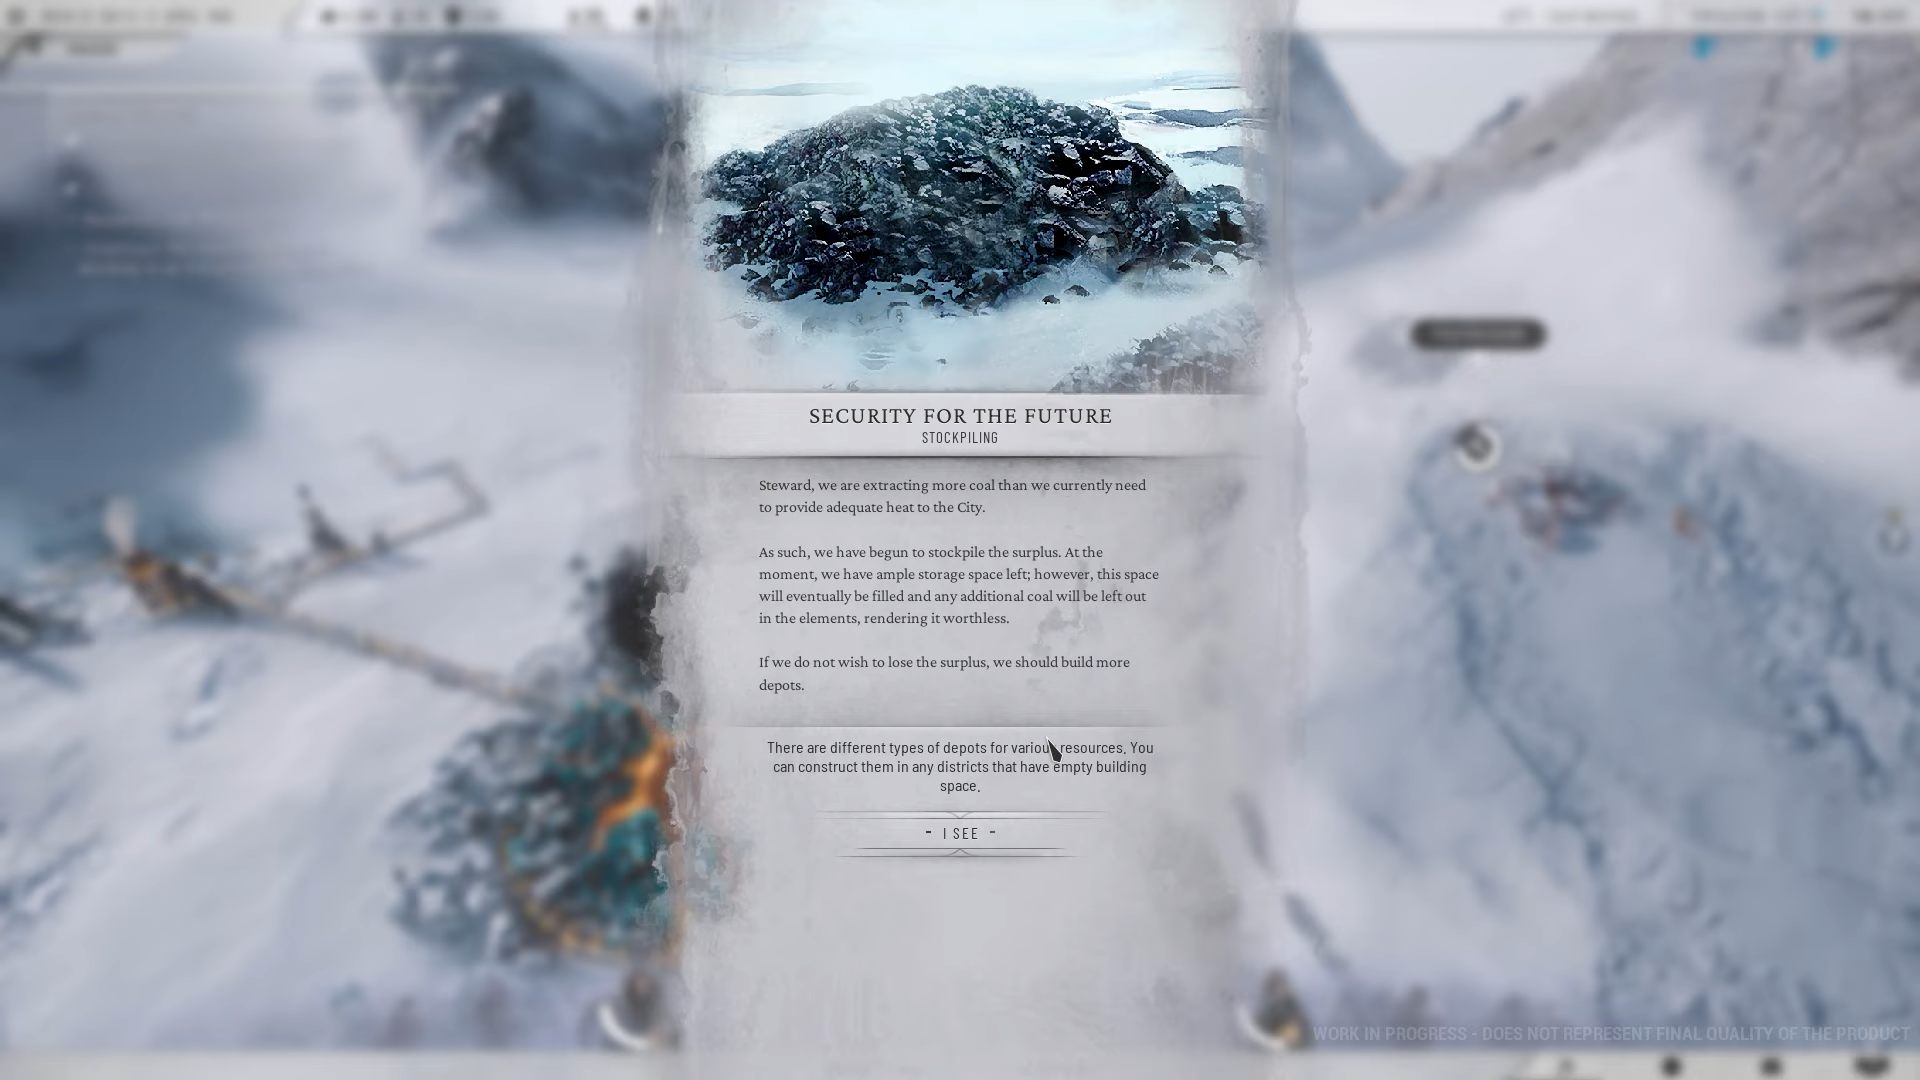 SECURITY FOR THE FUTURE
STOCKPILING
Steward, we are extracting more coal than we currently need
to provide adequate heat to the City.
As such, we have begun to stockpile the surplus. At the
moment, we have ample storage space left; however, this space
will eventually be filled and any additional coal will be left out
in the elements, rendering it worthless.
If we do not wish to lose the surplus, we should build more
depots.
There are different types of depots for various resources. You
can construct them in any districts that have empty building
space.
- I SEE -
WORK IN PROGRESS - DOES NOT REPRESENT FINAL QUALITY OF THE PRODUCT